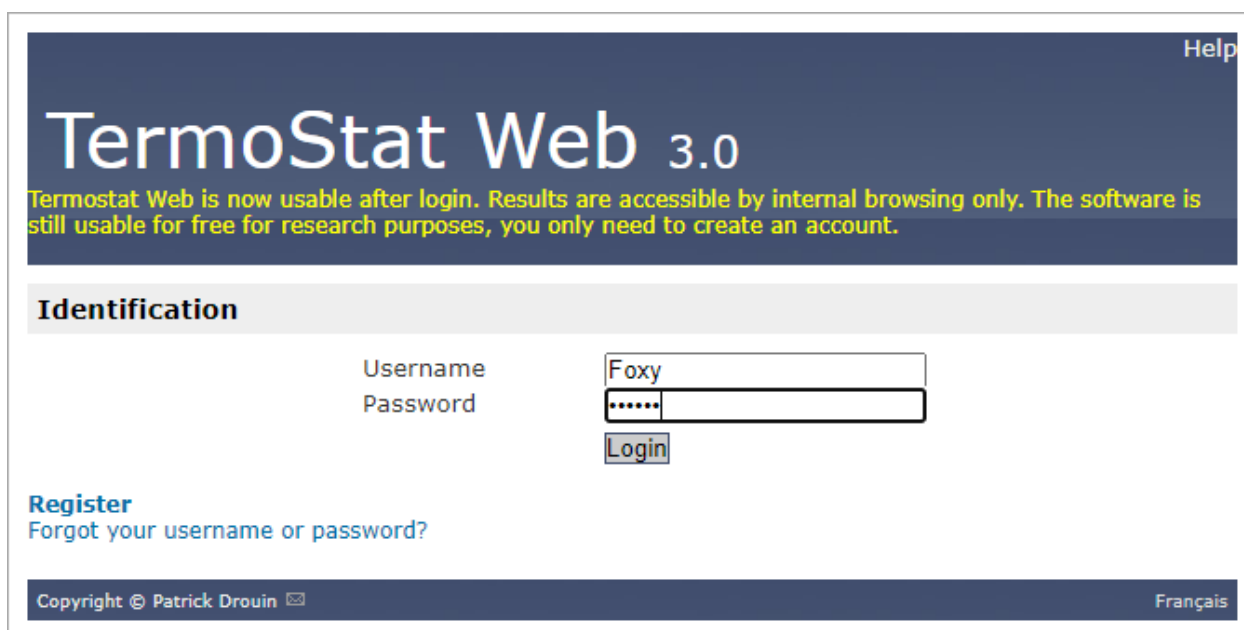 Help
TermoStat Web 3.0
Termostat Web is now usable after login. Results are accessible by internal browsing only. The software is
still usable for free for research purposes, you only need to create an account.
Identification
Username Foxy
Password ••••••
Login
Register
Forgot your username or password?
Copyright © Patrick Drouin ✉ Français